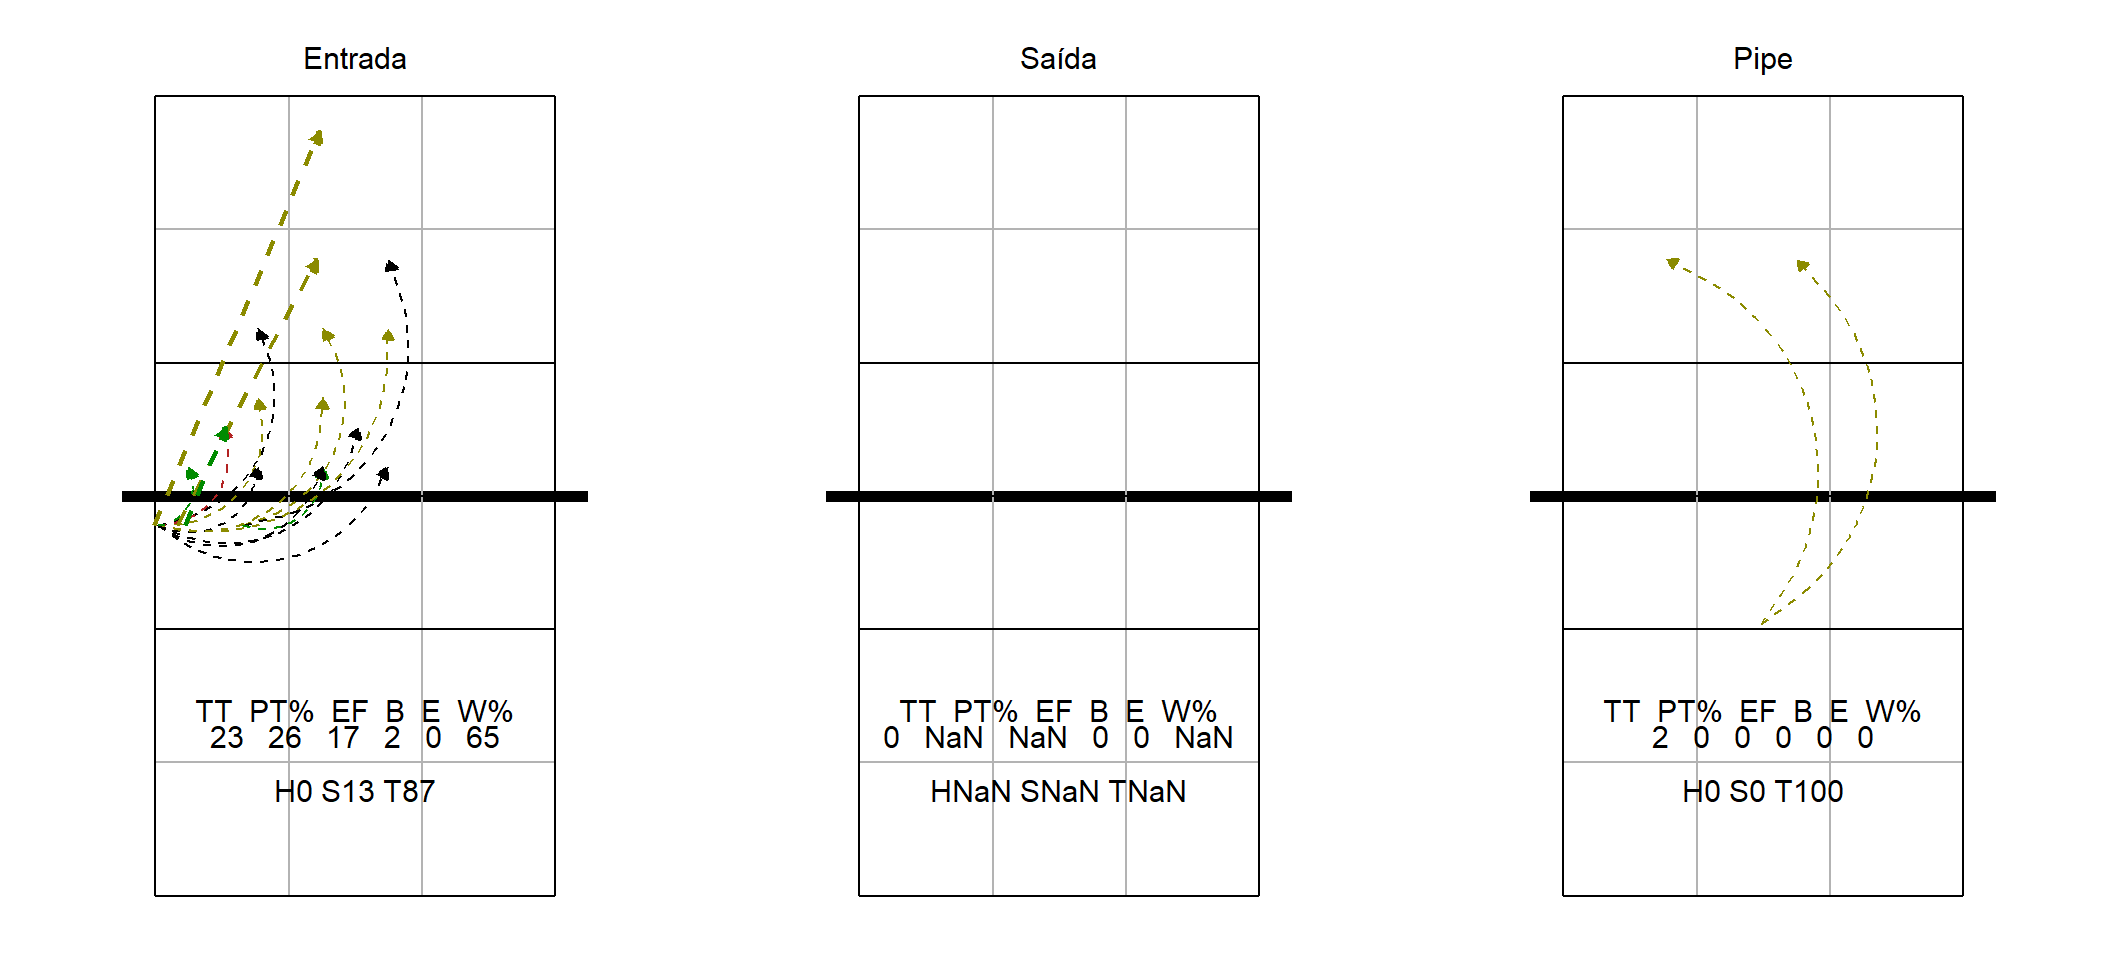 Entrada
TT PT% EF B E W%
23 26 17 2 0 65
H0 S13 T87
Saída
TT PT% EF B E W%
0 NaN NaN 0 0 NaN
HNaN SNaN TNaN
Pipe
TT PT% EF B E W%
2 0 0 0 0 0
H0 S0 T100